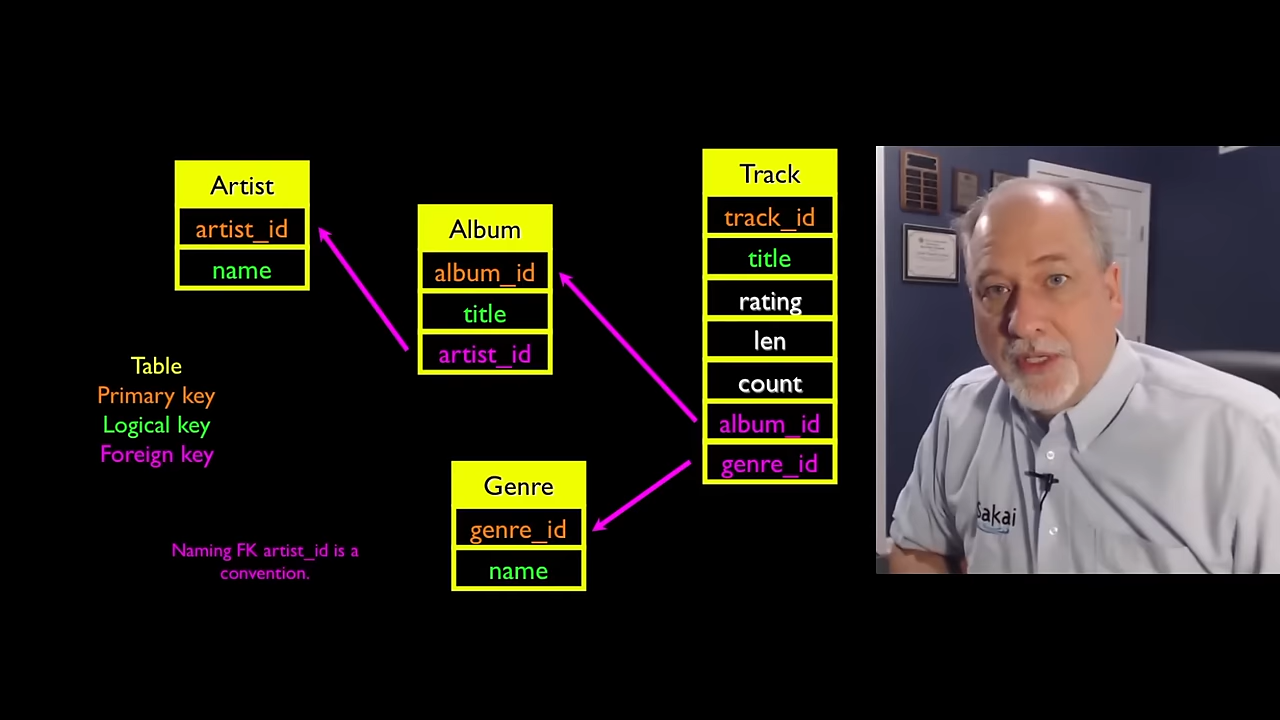 Artist
artist_id
name
Album
album_id
title
artist_id
Track
track_id
title
rating
len
count
album_id
genre_id
Genre
genre_id
name
Table
Primary key
Logical key
Foreign key
Naming FK artist_id is a
convention.
Sakai